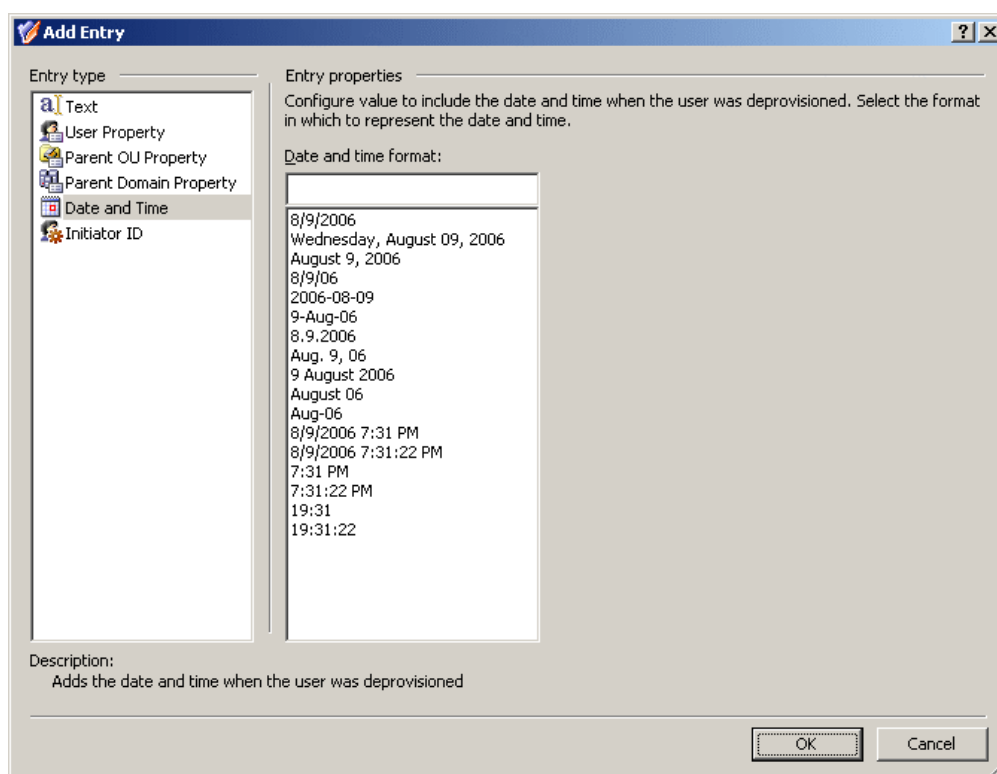 Add Entry
Entry type
Text
User Property
Parent OU Property
Parent Domain Property
Date and Time
Initiator ID
Entry properties
Configure value to include the date and time when the user was deprovisioned. Select the format
in which to represent the date and time.
Date and time format:
8/9/2006
Wednesday, August 09, 2006
August 9, 2006
8/9/06
2006-08-09
9-Aug-06
8.9.2006
Aug. 9, 06
9 August 2006
August 06
Aug-06
8/9/2006 7:31 PM
8/9/2006 7:31:22 PM
7:31 PM
7:31:22 PM
19:31
19:31:22
Description:
Adds the date and time when the user was deprovisioned
OK
Cancel